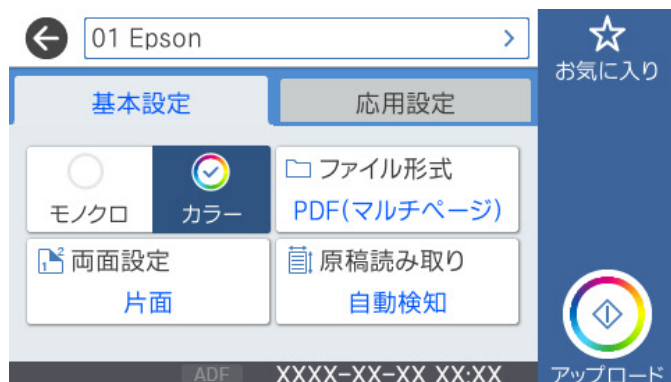 01 Epson
お気に入り
基本設定
応用設定
モノクロ
カラー
ファイル形式
PDF(マルチページ)
両面設定
片面
原稿読み取り
自動検知
ADF
XXXX-XX-XX XX:XX
アップロード